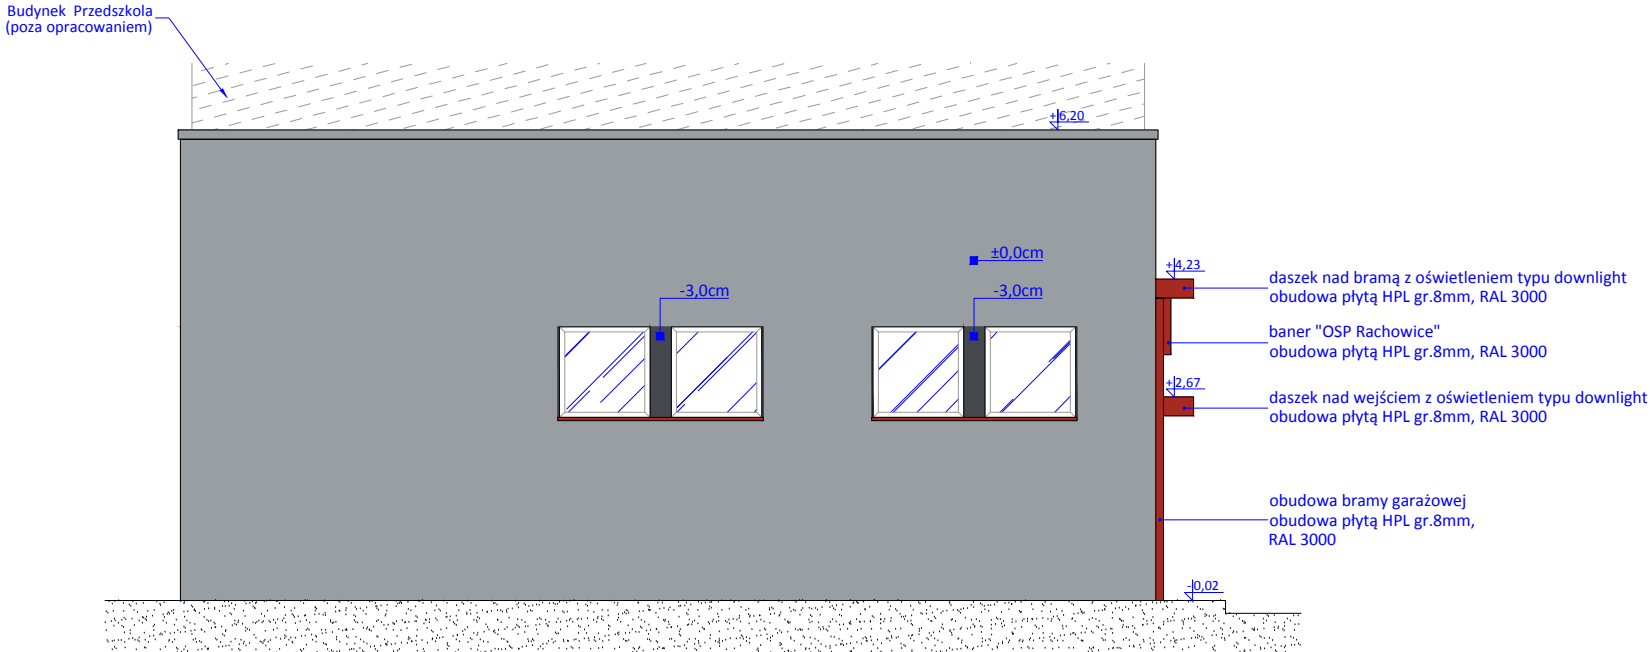 Budynek Przedszkola
(poza opracowaniem)
+6,20
±0,0cm
-3,0cm
-3,0cm
+4,23
daszek nad bramą z oświetleniem typu downlight
obudowa płytą HPL gr.8mm, RAL 3000
baner "OSP Rachowice"
obudowa płytą HPL gr.8mm, RAL 3000
+2,67
daszek nad wejściem z oświetleniem typu downlight
obudowa płytą HPL gr.8mm, RAL 3000
obudowa bramy garażowej
obudowa płytą HPL gr.8mm,
RAL 3000
-0,02